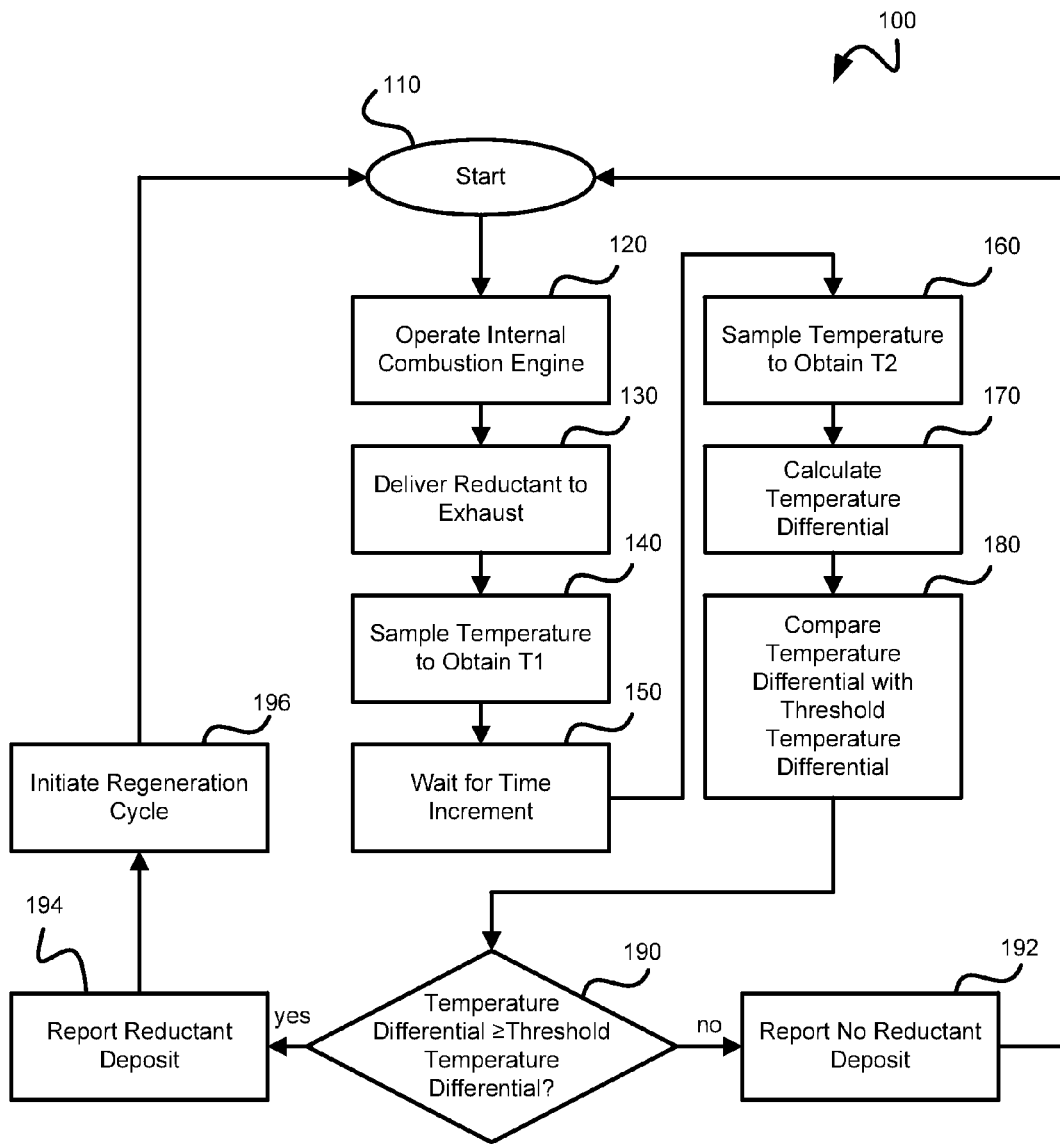 100
110
Start
120
Operate Internal
Combustion Engine
130
Deliver Reductant to
Exhaust
140
Sample Temperature
to Obtain T1
150
Wait for Time
Increment
160
Sample Temperature
to Obtain T2
170
Calculate
Temperature
Differential
180
Compare
Temperature
Differential with
Threshold
Temperature
Differential
190
Temperature
Differential ≥Threshold
Temperature
Differential?
yes
no
192
Report No Reductant
Deposit
194
Report Reductant
Deposit
196
Initiate Regeneration
Cycle